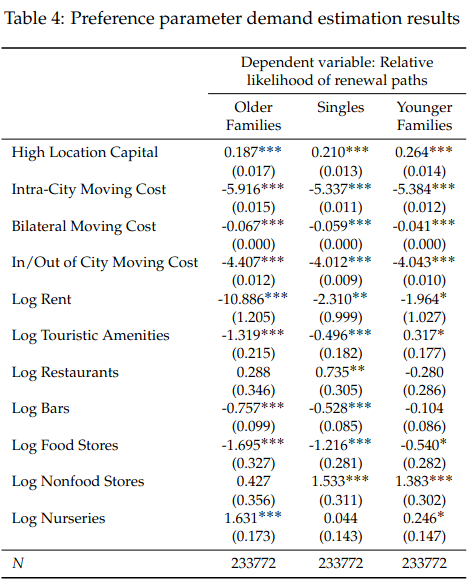 Table 4: Preference parameter demand estimation results
Dependent variable: Relative
likelihood of renewal paths
Older Singles Younger
Families Families
High Location Capital 0.187*** 0.210*** 0.264***
(0.017) (0.013) (0.014)
Intra-City Moving Cost -5.916*** -5.337*** -5.384***
(0.015) (0.011) (0.012)
Bilateral Moving Cost -0.067*** -0.059*** -0.041***
(0.000) (0.000) (0.000)
In/Out of City Moving Cost -4.407*** -4.012*** -4.043***
(0.012) (0.009) (0.010)
Log Rent -10.886*** -2.310** -1.964*
(1.205) (0.999) (1.027)
Log Touristic Amenities -1.319*** -0.496*** 0.317*
(0.215) (0.182) (0.177)
Log Restaurants 0.288 0.735** -0.280
(0.346) (0.305) (0.286)
Log Bars -0.757*** -0.528*** -0.104
(0.099) (0.085) (0.086)
Log Food Stores -1.695*** -1.216*** -0.540*
(0.327) (0.281) (0.282)
Log Nonfood Stores 0.427 1.533*** 1.383***
(0.356) (0.311) (0.302)
Log Nurseries 1.631*** 0.044 0.246*
(0.173) (0.143) (0.147)
N 233772 233772 233772